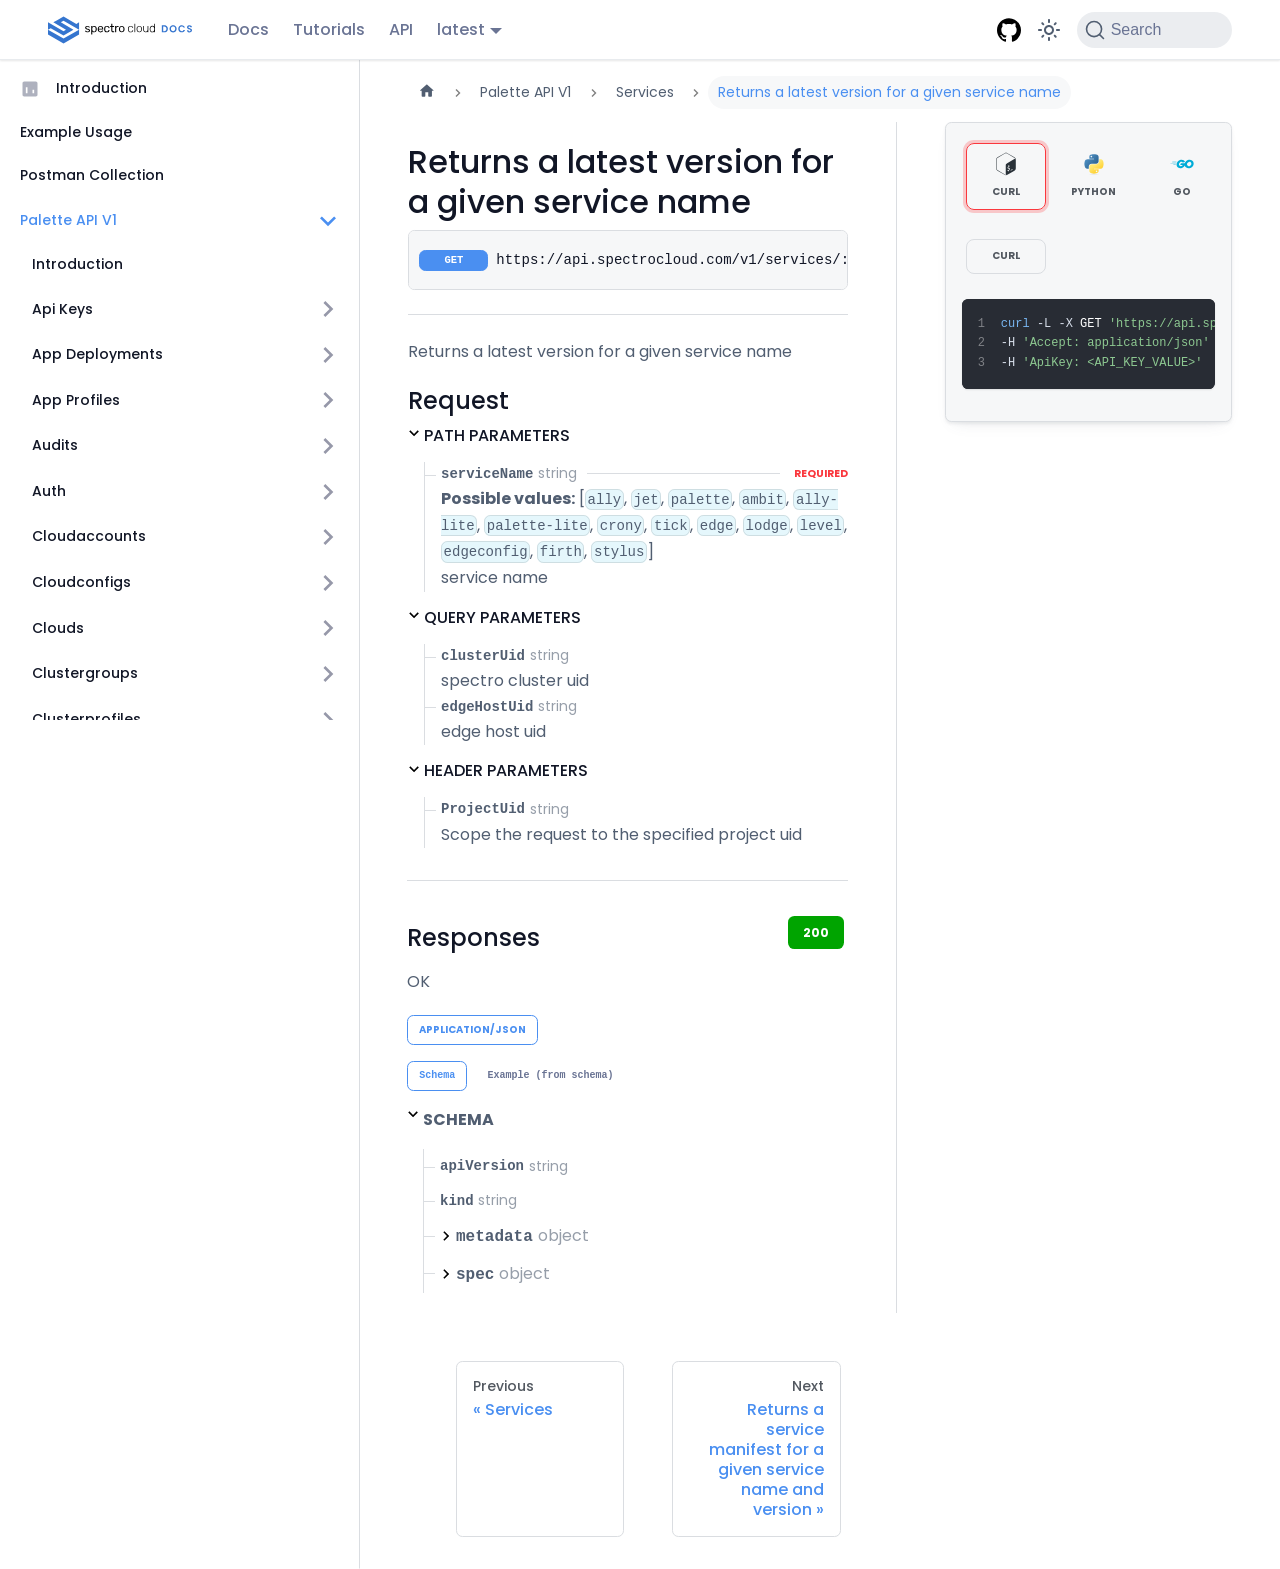 spectro cloud DOCS
Docs
Tutorials
API
latest
Search
Introduction
Example Usage
Postman Collection
Palette API V1
Introduction
Api Keys
App Deployments
App Profiles
Audits
Auth
Cloudaccounts
Cloudconfigs
Clouds
Clustergroups
Clusterprofiles
Palette API V1
Services
Returns a latest version for a given service name
Returns a latest version for
a given service name
GET https://api.spectrocloud.com/v1/services/:
Returns a latest version for a given service name
Request
PATH PARAMETERS
serviceName string REQUIRED
Possible values: [ally, jet, palette, ambit, ally-
lite, palette-lite, crony, tick, edge, lodge, level,
edgeconfig, firth, stylus]
service name
QUERY PARAMETERS
clusterUid string
spectro cluster uid
edgeHostUid string
edge host uid
HEADER PARAMETERS
ProjectUid string
Scope the request to the specified project uid
Responses
200
OK
APPLICATION/JSON
Schema Example (from schema)
SCHEMA
apiVersion string
kind string
metadata object
spec object
Previous
« Services
Next
Returns a
service
manifest for a
given service
name and
version »
CURL
PYTHON
GO
CURL
1 curl -L -X GET 'https://api.sp
2 -H 'Accept: application/json'
3 -H 'ApiKey: <API_KEY_VALUE>'